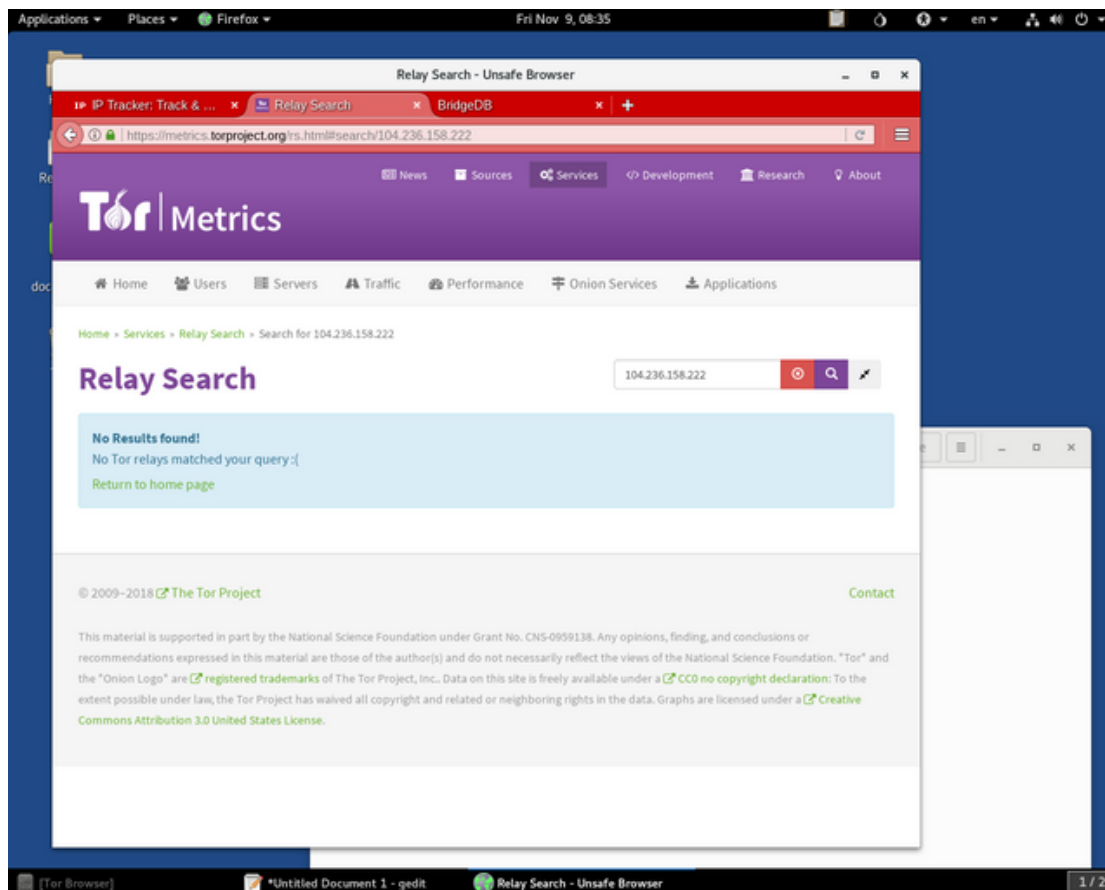 Applications Places Firefox Fri Nov 9, 08:35 en
Relay Search - Unsafe Browser
IP IP Tracker: Track & ... Relay Search BridgeDB
https://metrics.torproject.org/rs.html#search/104.236.158.222
News Sources Services Development Research About
Tor Metrics
Home Users Servers Traffic Performance Onion Services Applications
Home » Services » Relay Search » Search for 104.236.158.222
Relay Search 104.236.158.222
No Results found!
No Tor relays matched your query :(
Return to home page
© 2009–2018 The Tor Project Contact
This material is supported in part by the National Science Foundation under Grant No. CNS-0959138. Any opinions, finding, and conclusions or
recommendations expressed in this material are those of the author(s) and do not necessarily reflect the views of the National Science Foundation. "Tor" and
the "Onion Logo" are registered trademarks of The Tor Project, Inc.. Data on this site is freely available under a CC0 no copyright declaration: To the
extent possible under law, the Tor Project has waived all copyright and related or neighboring rights in the data. Graphs are licensed under a Creative
Commons Attribution 3.0 United States License.
[Tor Browser] *Untitled Document 1 - gedit Relay Search - Unsafe Browser 1 / 2